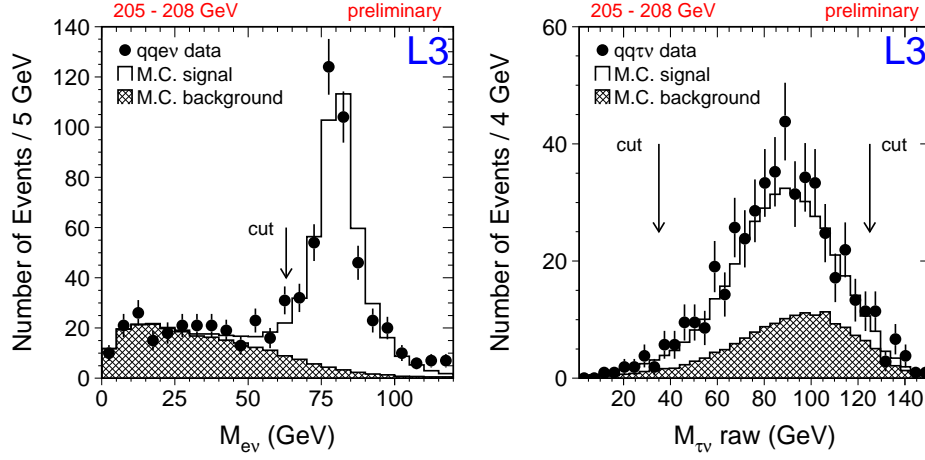 205 - 208 GeV preliminary
L3
qqeν data
M.C. signal
M.C. background
cut
Number of Events / 5 GeV
0
20
40
60
80
100
120
140
0 25 50 75 100
M_eν (GeV)
205 - 208 GeV preliminary
L3
qqτν data
M.C. signal
M.C. background
cut cut
Number of Events / 4 GeV
0
20
40
60
20 40 60 80 100 120 140
M_τν raw (GeV)